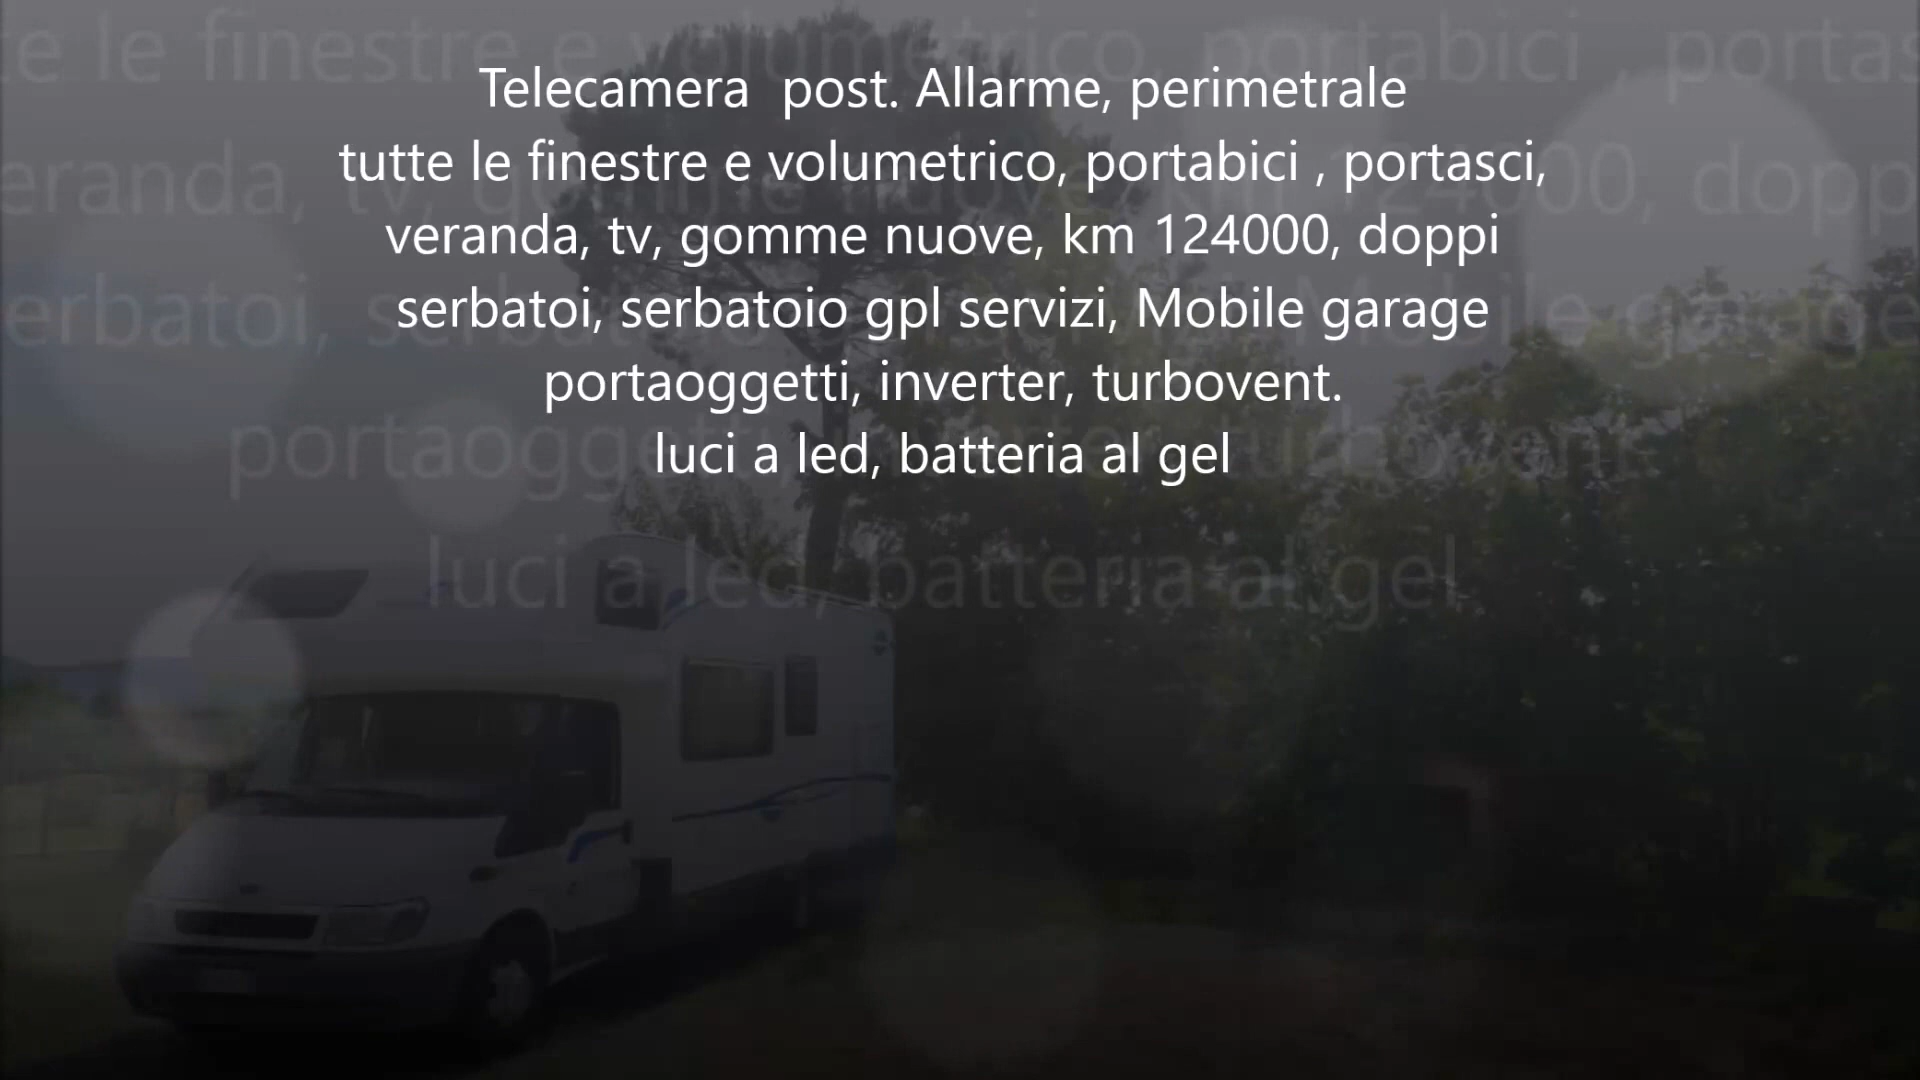 Telecamera  post. Allarme, perimetrale
tutte le finestre e volumetrico, portabici , portasci,
veranda, tv, gomme nuove, km 124000, doppi
serbatoi, serbatoio gpl servizi, Mobile garage
portaoggetti, inverter, turbovent.
luci a led, batteria al gel